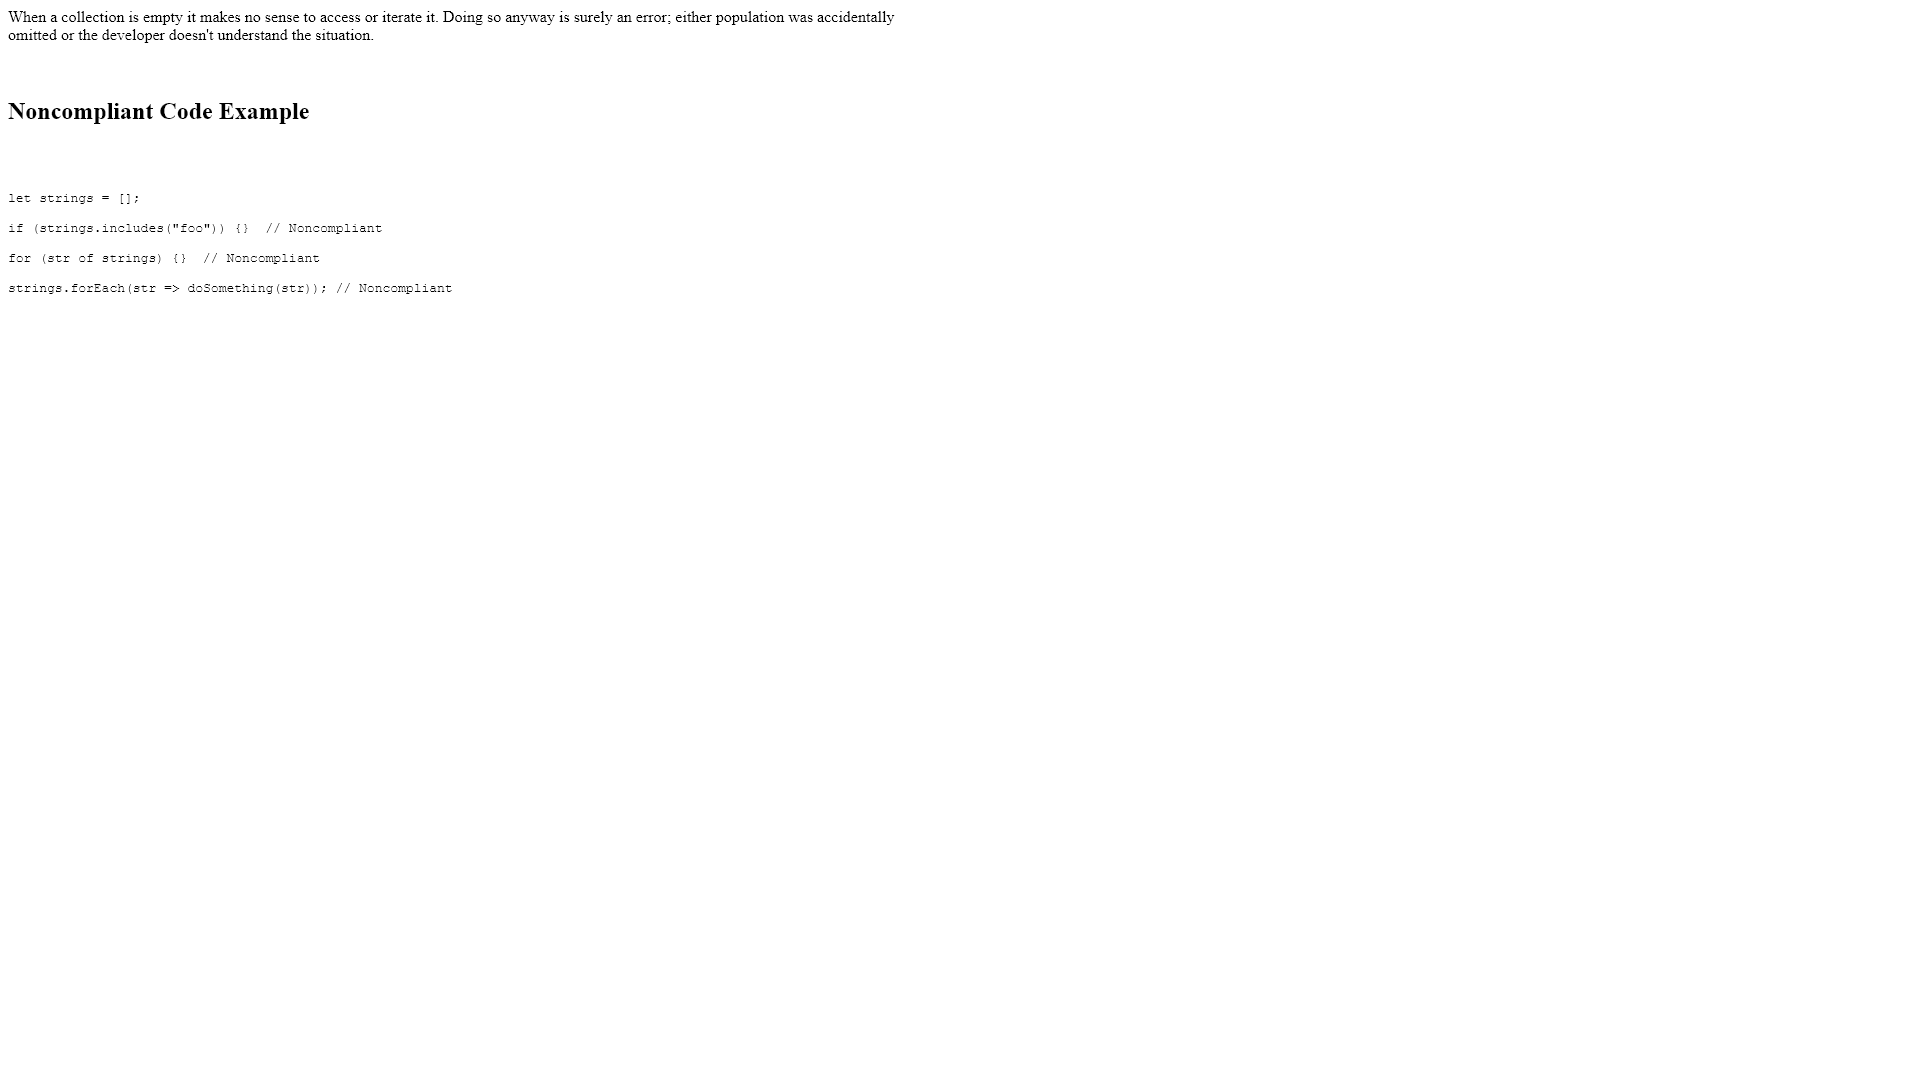 When a collection is empty it makes no sense to access or iterate it. Doing so anyway is surely an error; either population was accidentally
omitted or the developer doesn't understand the situation.
Noncompliant Code Example
let strings = [];
if (strings.includes("foo")) {}  // Noncompliant
for (str of strings) {}  // Noncompliant
strings.forEach(str => doSomething(str)); // Noncompliant